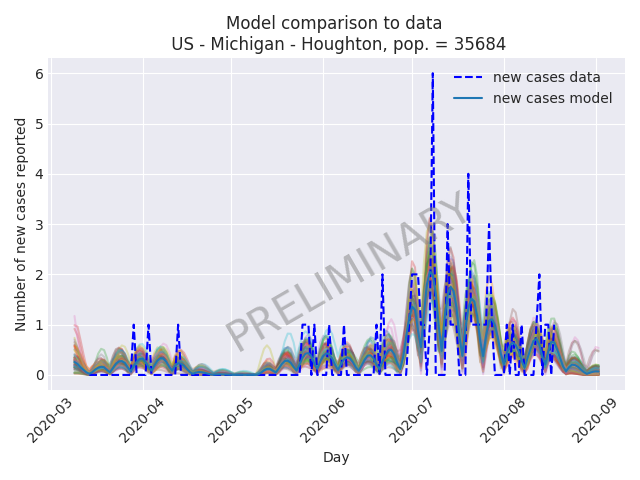 Model comparison to data
US - Michigan - Houghton, pop. = 35684
new cases data
new cases model
PRELIMINARY
Number of new cases reported
6
5
4
3
2
1
0
2020-03
2020-04
2020-05
2020-06
2020-07
2020-08
2020-09
Day